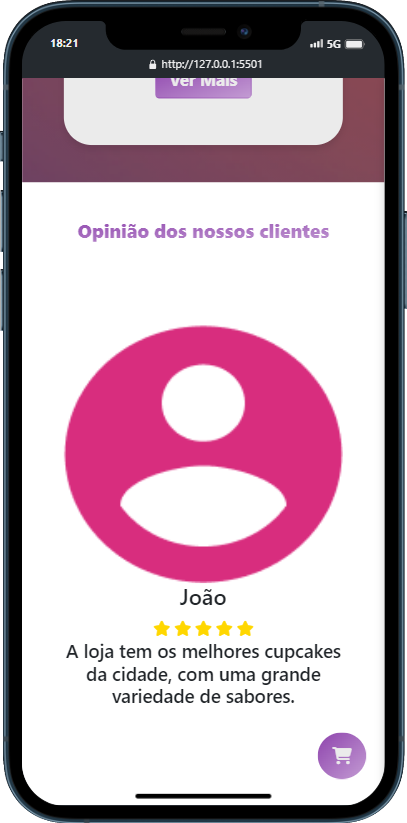 18:21
5G
http://127.0.0.1:5501
Ver Mais
Opinião dos nossos clientes
João
A loja tem os melhores cupcakes
da cidade, com uma grande
variedade de sabores.